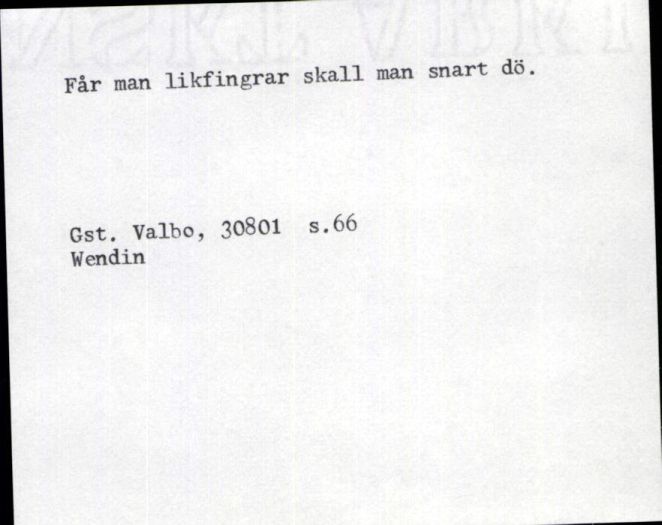 Får man likfingrar skall man snart dö.
Gst. Valbo, 30801 s.66
Wendin